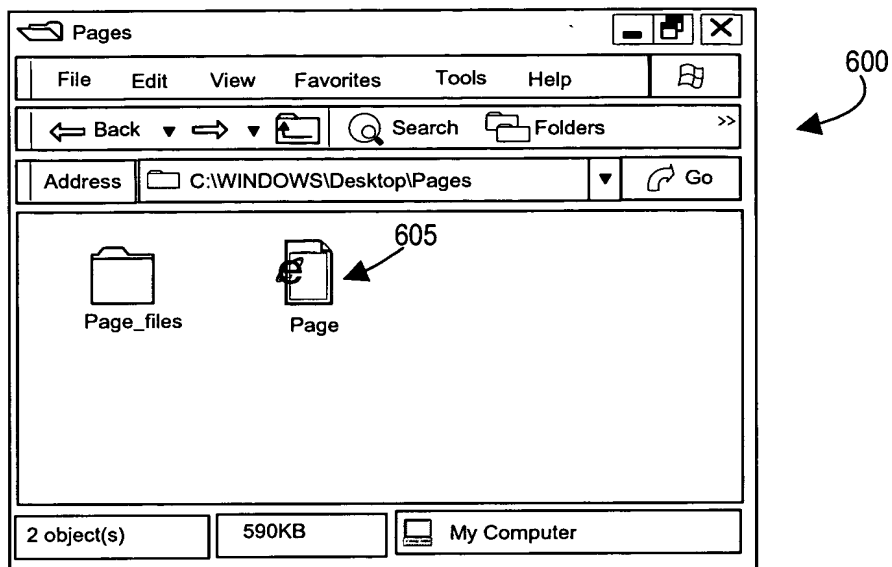 Pages
File Edit View Favorites Tools Help
600
Back Search Folders >>
Address C:\WINDOWS\Desktop\Pages Go
605
Page_files Page
2 object(s) 590KB My Computer